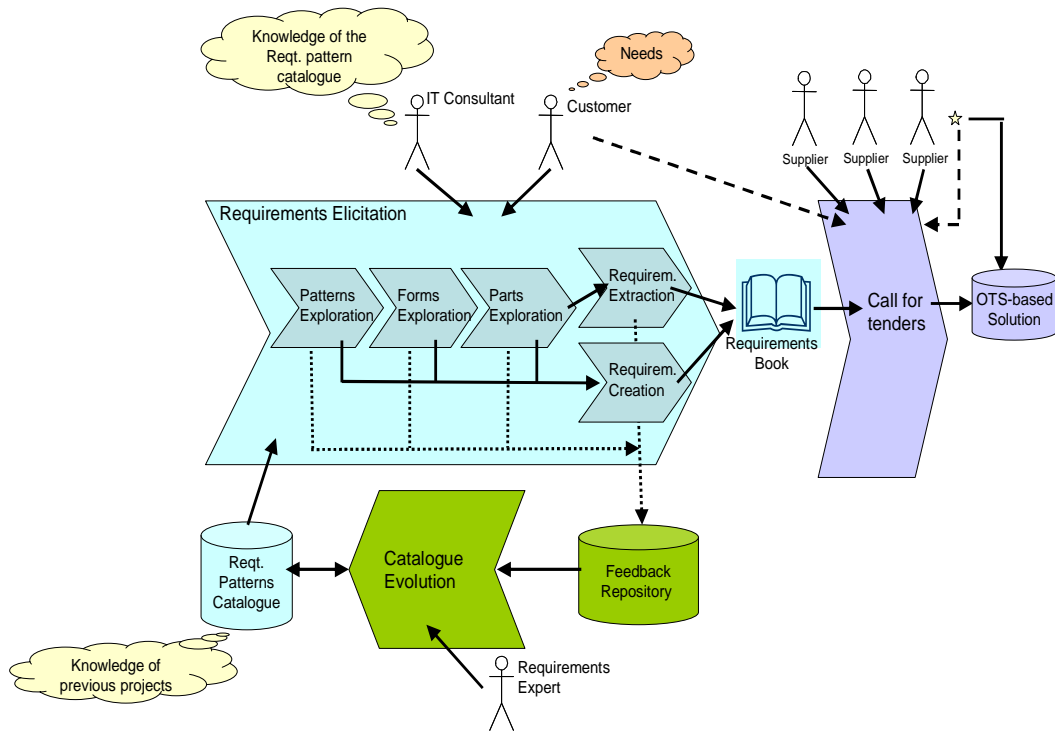 Knowledge of the
Reqt. pattern
catalogue
Needs
IT Consultant
Customer
Supplier
Supplier
Supplier
Requirements Elicitation
Patterns
Exploration
Forms
Exploration
Parts
Exploration
Requirem.
Extraction
Requirem.
Creation
Requirements
Book
Call for
tenders
OTS-based
Solution
Reqt.
Patterns
Catalogue
Catalogue
Evolution
Feedback
Repository
Knowledge of
previous projects
Requirements
Expert